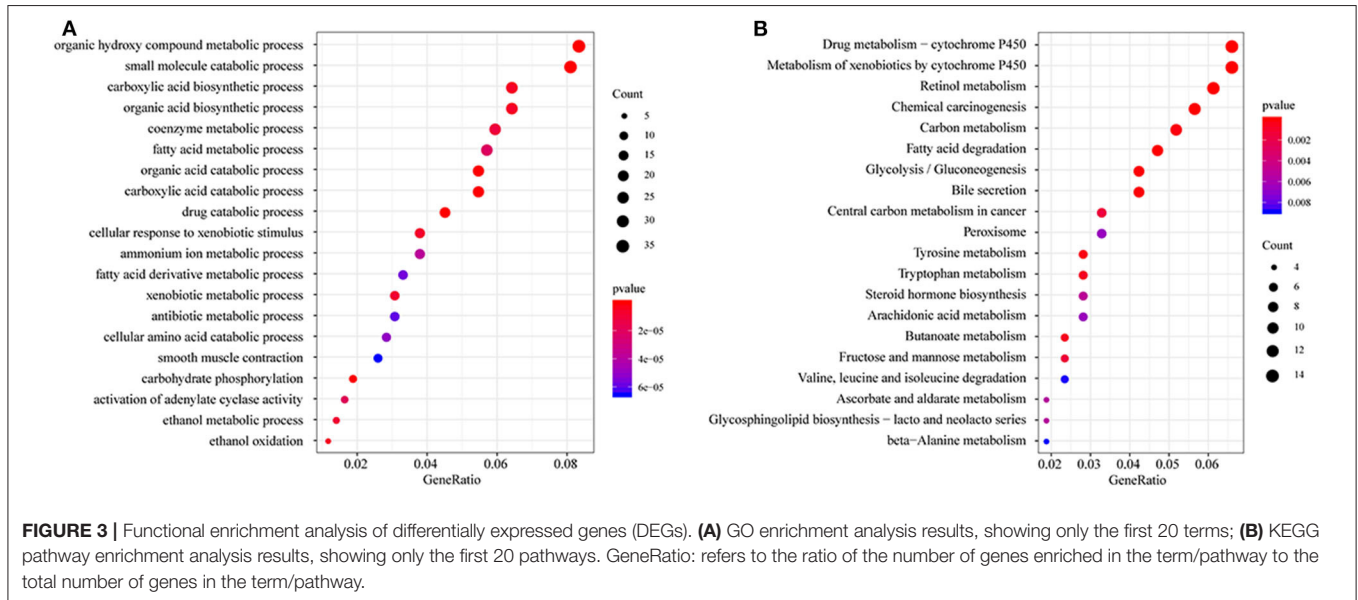 A
organic hydroxy compound metabolic process
small molecule catabolic process
carboxylic acid biosynthetic process
organic acid biosynthetic process
coenzyme metabolic process
fatty acid metabolic process
organic acid catabolic process
carboxylic acid catabolic process
drug catabolic process
cellular response to xenobiotic stimulus
ammonium ion metabolic process
fatty acid derivative metabolic process
xenobiotic metabolic process
antibiotic metabolic process
cellular amino acid catabolic process
smooth muscle contraction
carbohydrate phosphorylation
activation of adenylate cyclase activity
ethanol metabolic process
ethanol oxidation
0.02 0.04 0.06 0.08
GeneRatio
Count
5
10
15
20
25
30
35
pvalue
2e−05
4e−05
6e−05
B
Drug metabolism − cytochrome P450
Metabolism of xenobiotics by cytochrome P450
Retinol metabolism
Chemical carcinogenesis
Carbon metabolism
Fatty acid degradation
Glycolysis / Gluconeogenesis
Bile secretion
Central carbon metabolism in cancer
Peroxisome
Tyrosine metabolism
Tryptophan metabolism
Steroid hormone biosynthesis
Arachidonic acid metabolism
Butanoate metabolism
Fructose and mannose metabolism
Valine, leucine and isoleucine degradation
Ascorbate and aldarate metabolism
Glycosphingolipid biosynthesis − lacto and neolacto series
beta−Alanine metabolism
0.02 0.03 0.04 0.05 0.06
GeneRatio
pvalue
0.002
0.004
0.006
0.008
Count
4
6
8
10
12
14
FIGURE 3 | Functional enrichment analysis of differentially expressed genes (DEGs). (A) GO enrichment analysis results, showing only the first 20 terms; (B) KEGG
pathway enrichment analysis results, showing only the first 20 pathways. GeneRatio: refers to the ratio of the number of genes enriched in the term/pathway to the
total number of genes in the term/pathway.